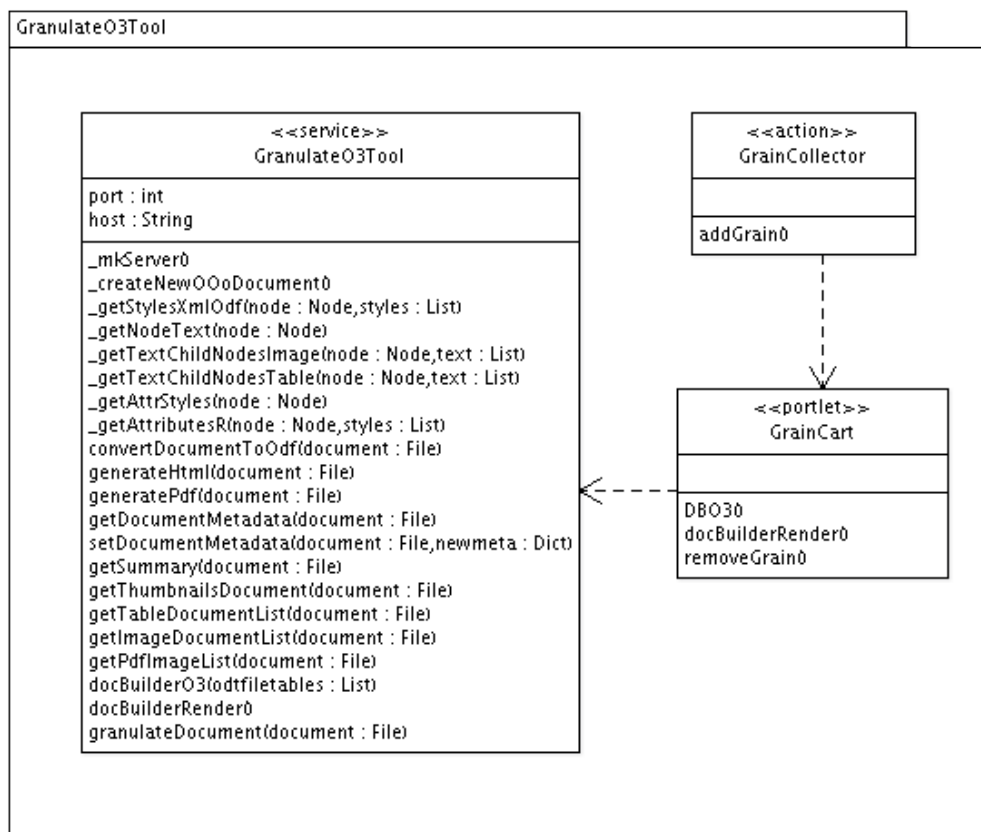 GranulateO3Tool
<<service>>
GranulateO3Tool
port : int
host : String
_mkServer()
_createNewOOoDocument()
_getStylesXmlOdf(node : Node,styles : List)
_getNodeText(node : Node)
_getTextChildNodesImage(node : Node,text : List)
_getTextChildNodesTable(node : Node,text : List)
_getAttrStyles(node : Node)
_getAttributesR(node : Node,styles : List)
convertDocumentToOdf(document : File)
generateHtml(document : File)
generatePdf(document : File)
getDocumentMetadata(document : File)
setDocumentMetadata(document : File,newmeta : Dict)
getSummary(document : File)
getThumbnailsDocument(document : File)
getTableDocumentList(document : File)
getImageDocumentList(document : File)
getPdfImageList(document : File)
docBuilderO3(odtfiletables : List)
docBuilderRender()
granulateDocument(document : File)
<<action>>
GrainCollector
addGrain()
<<portlet>>
GrainCart
DBO3()
docBuilderRender()
removeGrain()